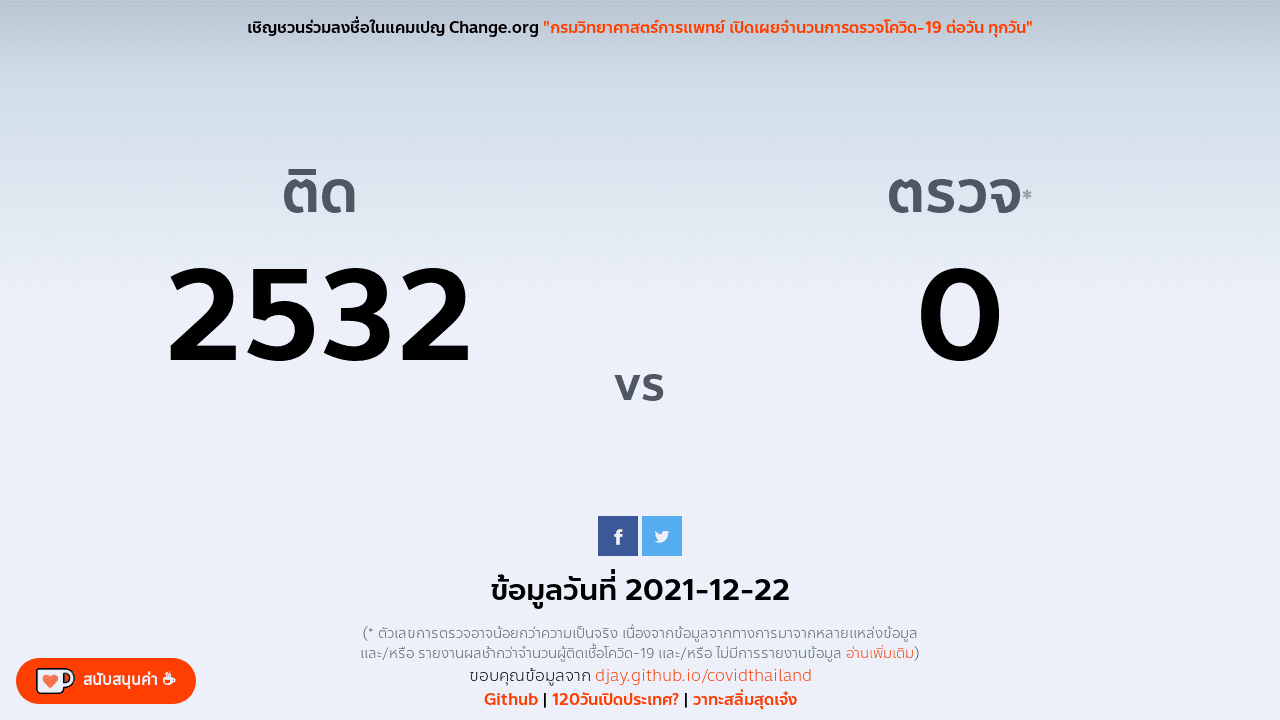 เชิญชวนร่วมลงชื่อในแคมเปญ Change.org "กรมวิทยาศาสตร์การแพทย์ เปิดเผยจำนวนการตรวจโควิด-19 ต่อวัน ทุกวัน"
ติด
ตรวจ*
2532
0
vs
ข้อมูลวันที่ 2021-12-22
(* ตัวเลขการตรวจอาจน้อยกว่าความเป็นจริง เนื่องจากข้อมูลจากทางการมาจากหลายแหล่งข้อมูล
และ/หรือ รายงานผลช้ากว่าจำนวนผู้ติดเชื้อโควิด-19 และ/หรือ ไม่มีการรายงานข้อมูล อ่านเพิ่มเติม)
ขอบคุณข้อมูลจาก djay.github.io/covidthailand
Github | 120วันเปิดประเทศ? | วาทะสลิ่มสุดเจ๋ง
สนับสนุนค่า ☕